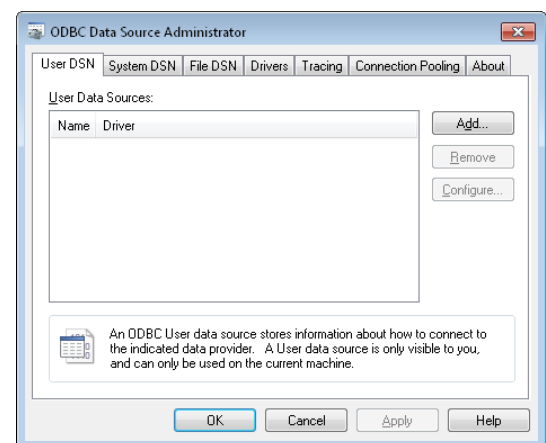 ODBC Data Source Administrator
User DSN System DSN File DSN Drivers Tracing Connection Pooling About
User Data Sources:
Name Driver
Add...
Remove
Configure...
An ODBC User data source stores information about how to connect to
the indicated data provider. A User data source is only visible to you,
and can only be used on the current machine.
OK Cancel Apply Help